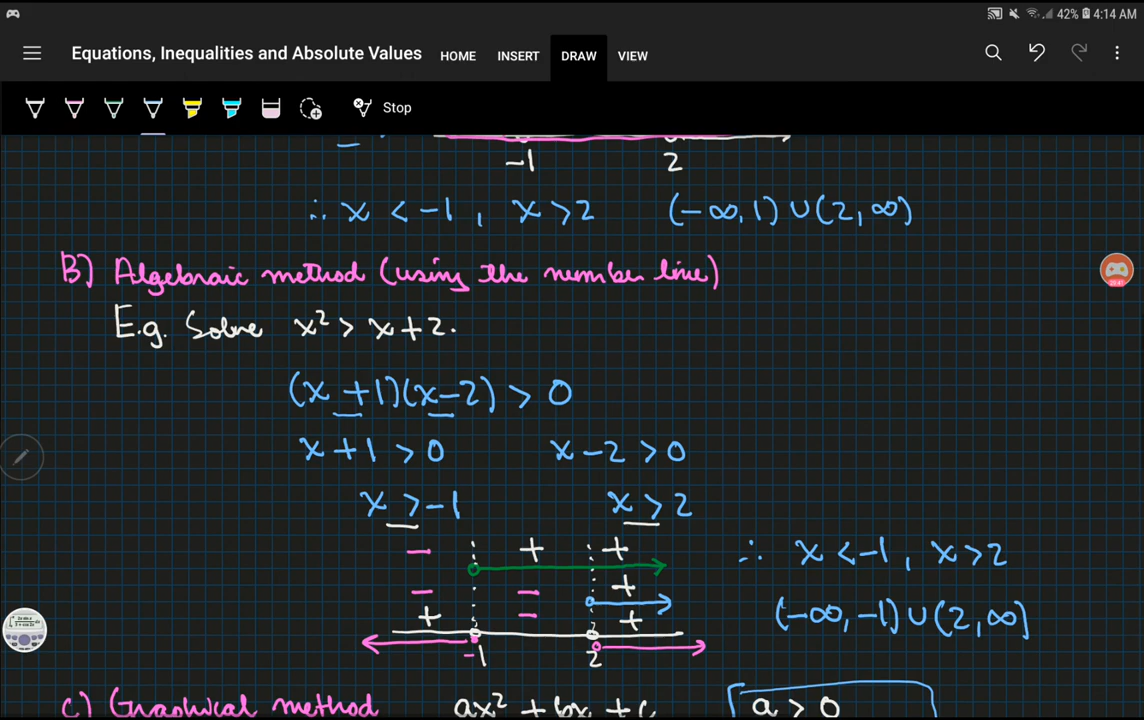 42% 4:14 AM
Equations, Inequalities and Absolute Values HOME INSERT DRAW VIEW
Stop
-1 2
∴ x < -1, x > 2 (-∞, 1) ∪ (2, ∞)
B) Algebraic method (using the number line)
E.g. Solve x² > x + 2.
(x + 1)(x - 2) > 0
x + 1 > 0 x - 2 > 0
x > -1 x > 2
- + +
- - +
+ - +
-1 2
∴ x < -1, x > 2
(-∞, -1) ∪ (2, ∞)
C) Graphical method ax² + bx + c a > 0